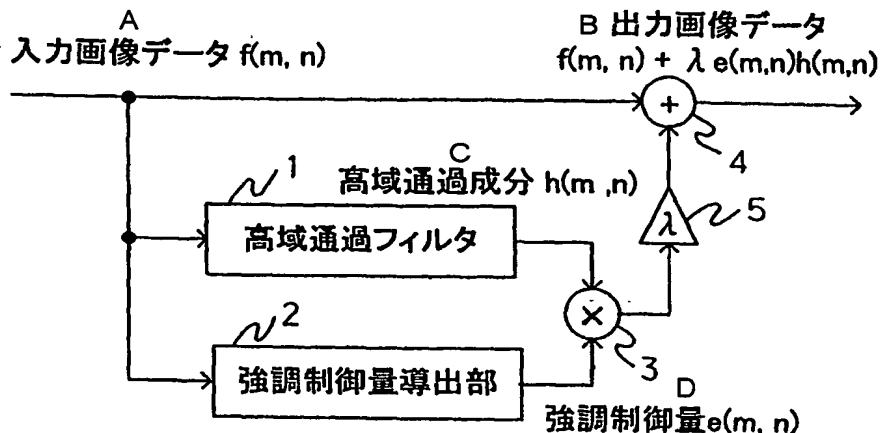 A
入力画像データ f(m, n)
B 出力画像データ
f(m, n) + λ e(m,n)h(m,n)
+
4
C
高域通過成分 h(m ,n)
1
高域通過フィルタ
λ
5
×
3
2
強調制御量導出部
D
強調制御量e(m, n)